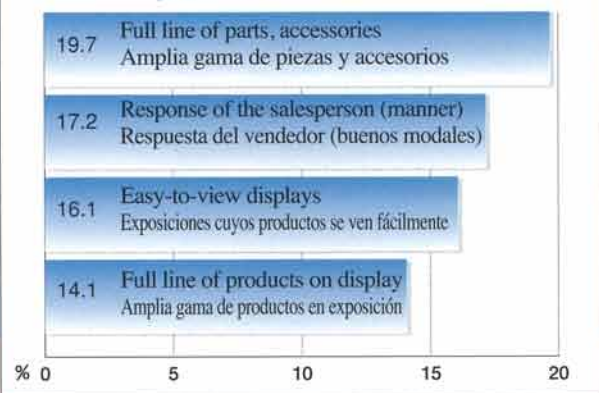 19.7 Full line of parts, accessories
Amplia gama de piezas y accesorios
17.2 Response of the salesperson (manner)
Respuesta del vendedor (buenos modales)
16.1 Easy-to-view displays
Exposiciones cuyos productos se ven fácilmente
14.1 Full line of products on display
Amplia gama de productos en exposición
% 0 5 10 15 20